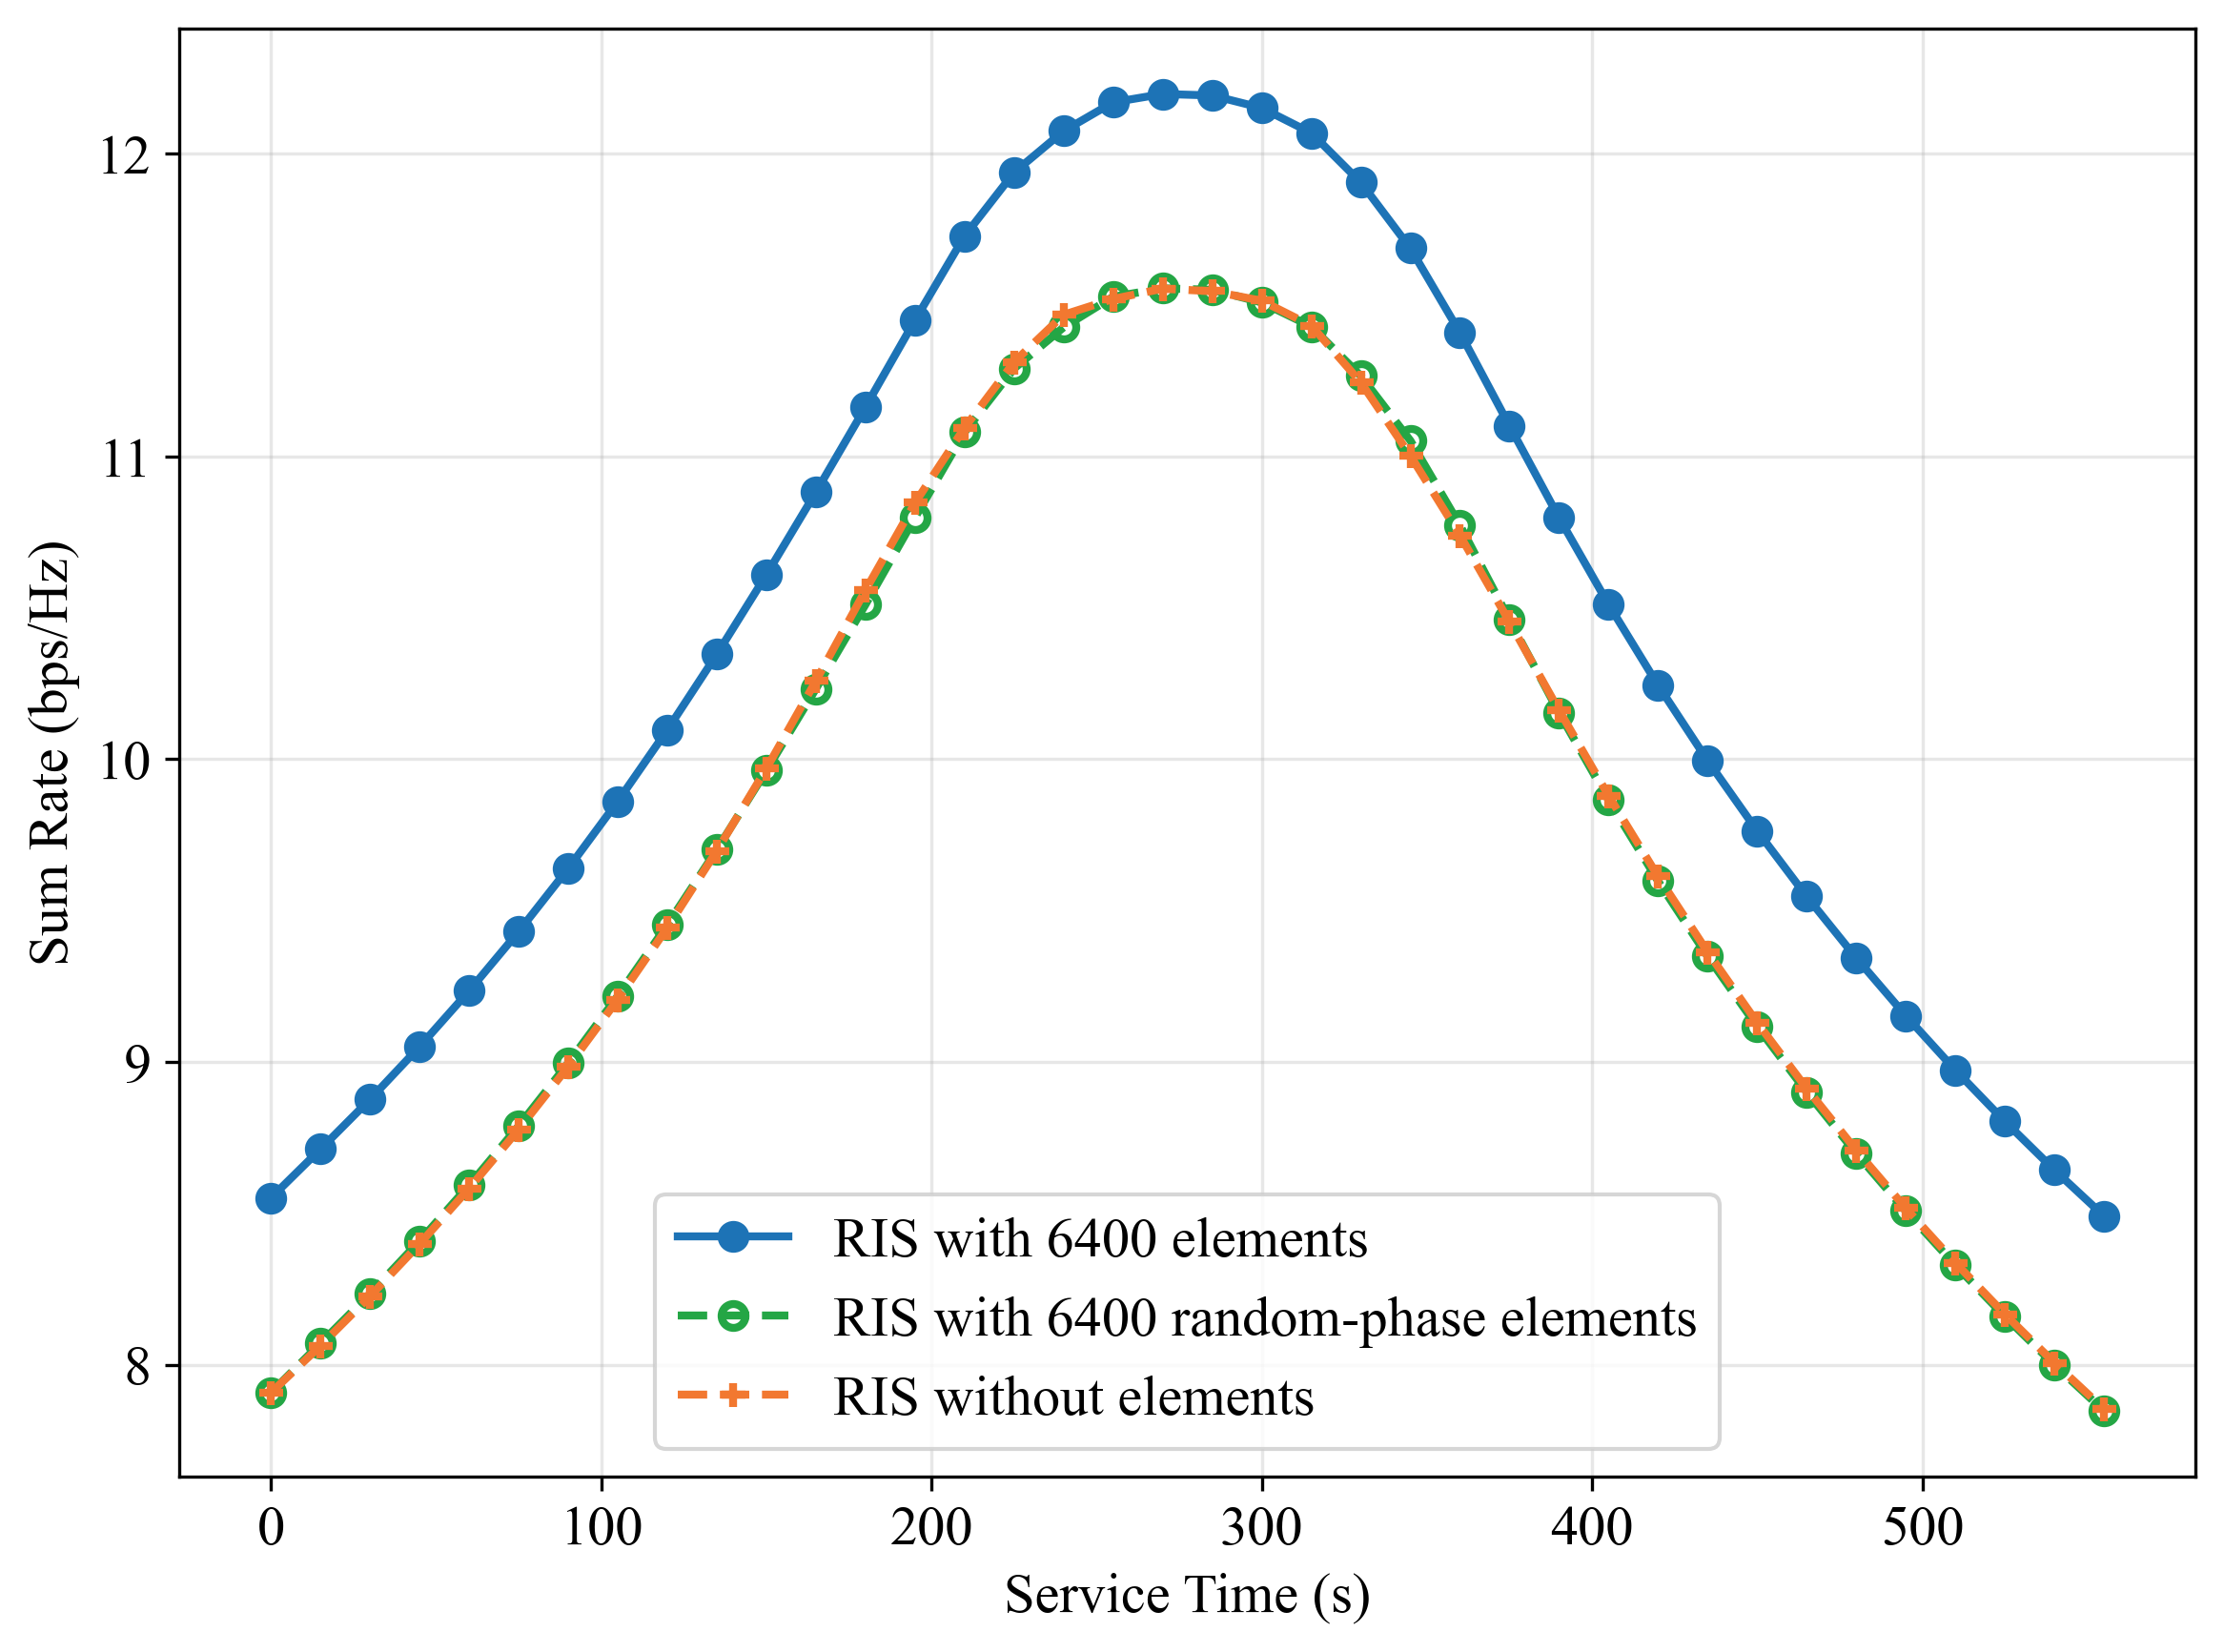 12
11
10
9
8
Sum Rate (bps/Hz)
RIS with 6400 elements
RIS with 6400 random-phase elements
RIS without elements
0 100 200 300 400 500
Service Time (s)